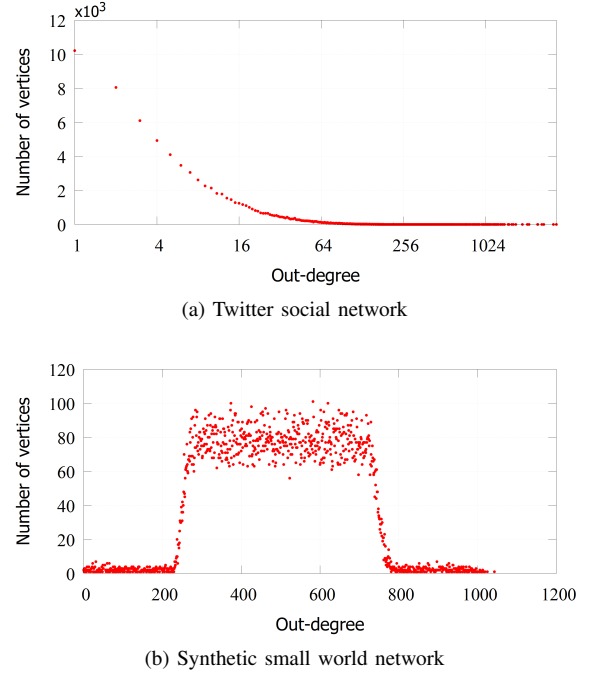 x10³
12
10
8
6
4
2
0
Number of vertices
1 4 16 64 256 1024
Out-degree
(a) Twitter social network
120
100
80
60
40
20
0
Number of vertices
0 200 400 600 800 1000 1200
Out-degree
(b) Synthetic small world network